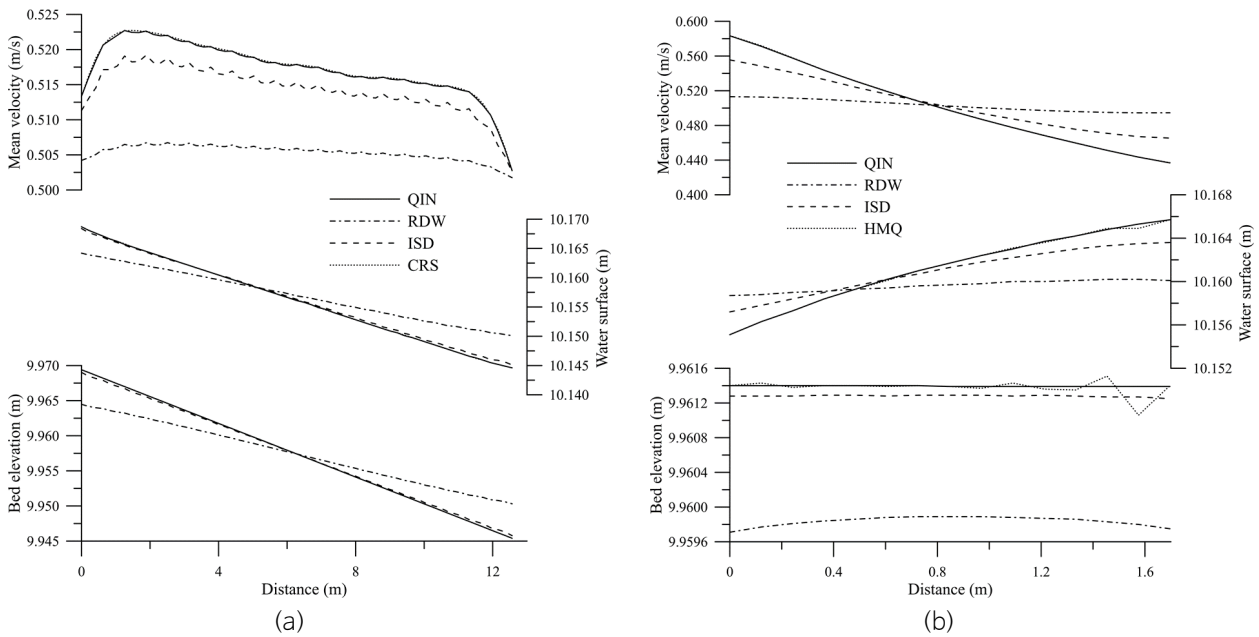 0.525
0.520
0.515
0.510
0.505
0.500
Mean velocity (m/s)
QIN
RDW
ISD
CRS
10.170
10.165
10.160
10.155
10.150
10.145
10.140
Water surface (m)
9.970
9.965
9.960
9.955
9.950
9.945
Bed elevation (m)
0 4 8 12
Distance (m)
(a)
0.600
0.560
0.520
0.480
0.440
0.400
Mean velocity (m/s)
QIN
RDW
ISD
HMQ
10.168
10.164
10.160
10.156
10.152
Water surface (m)
9.9616
9.9612
9.9608
9.9604
9.9600
9.9596
Bed elevation (m)
0 0.4 0.8 1.2 1.6
Distance (m)
(b)